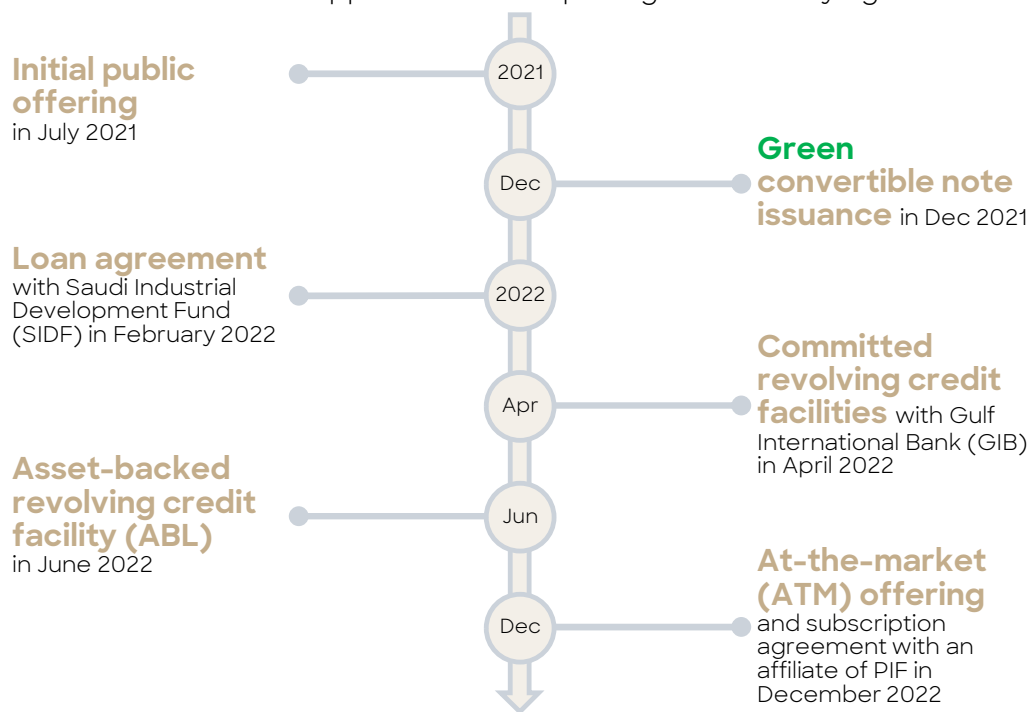 2021
Initial public
offering
in July 2021
Dec
Green
convertible note
issuance in Dec 2021
Loan agreement
with Saudi Industrial
Development Fund
(SIDF) in February 2022
2022
Committed
revolving credit
facilities with Gulf
International Bank (GIB)
in April 2022
Apr
Asset-backed
revolving credit
facility (ABL)
in June 2022
Jun
At-the-market
(ATM) offering
and subscription
agreement with an
affiliate of PIF in
December 2022
Dec